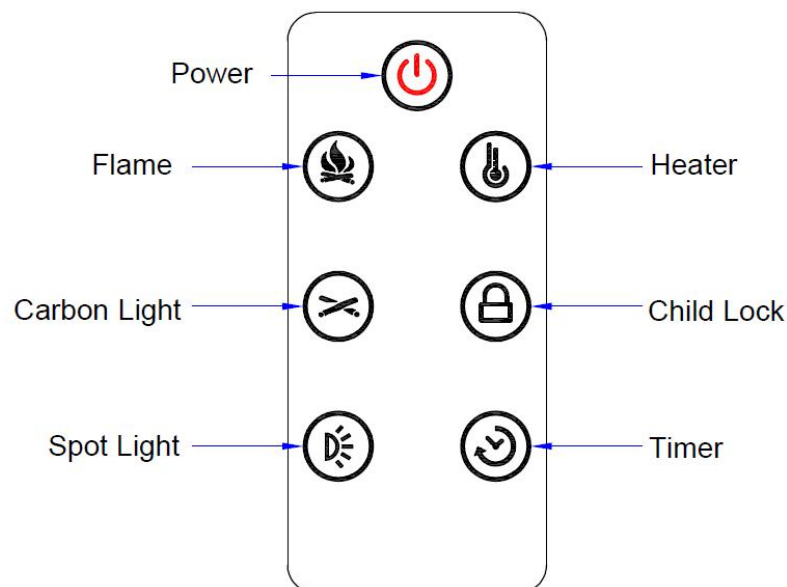 Power
Flame
Heater
Carbon Light
Child Lock
Spot Light
Timer